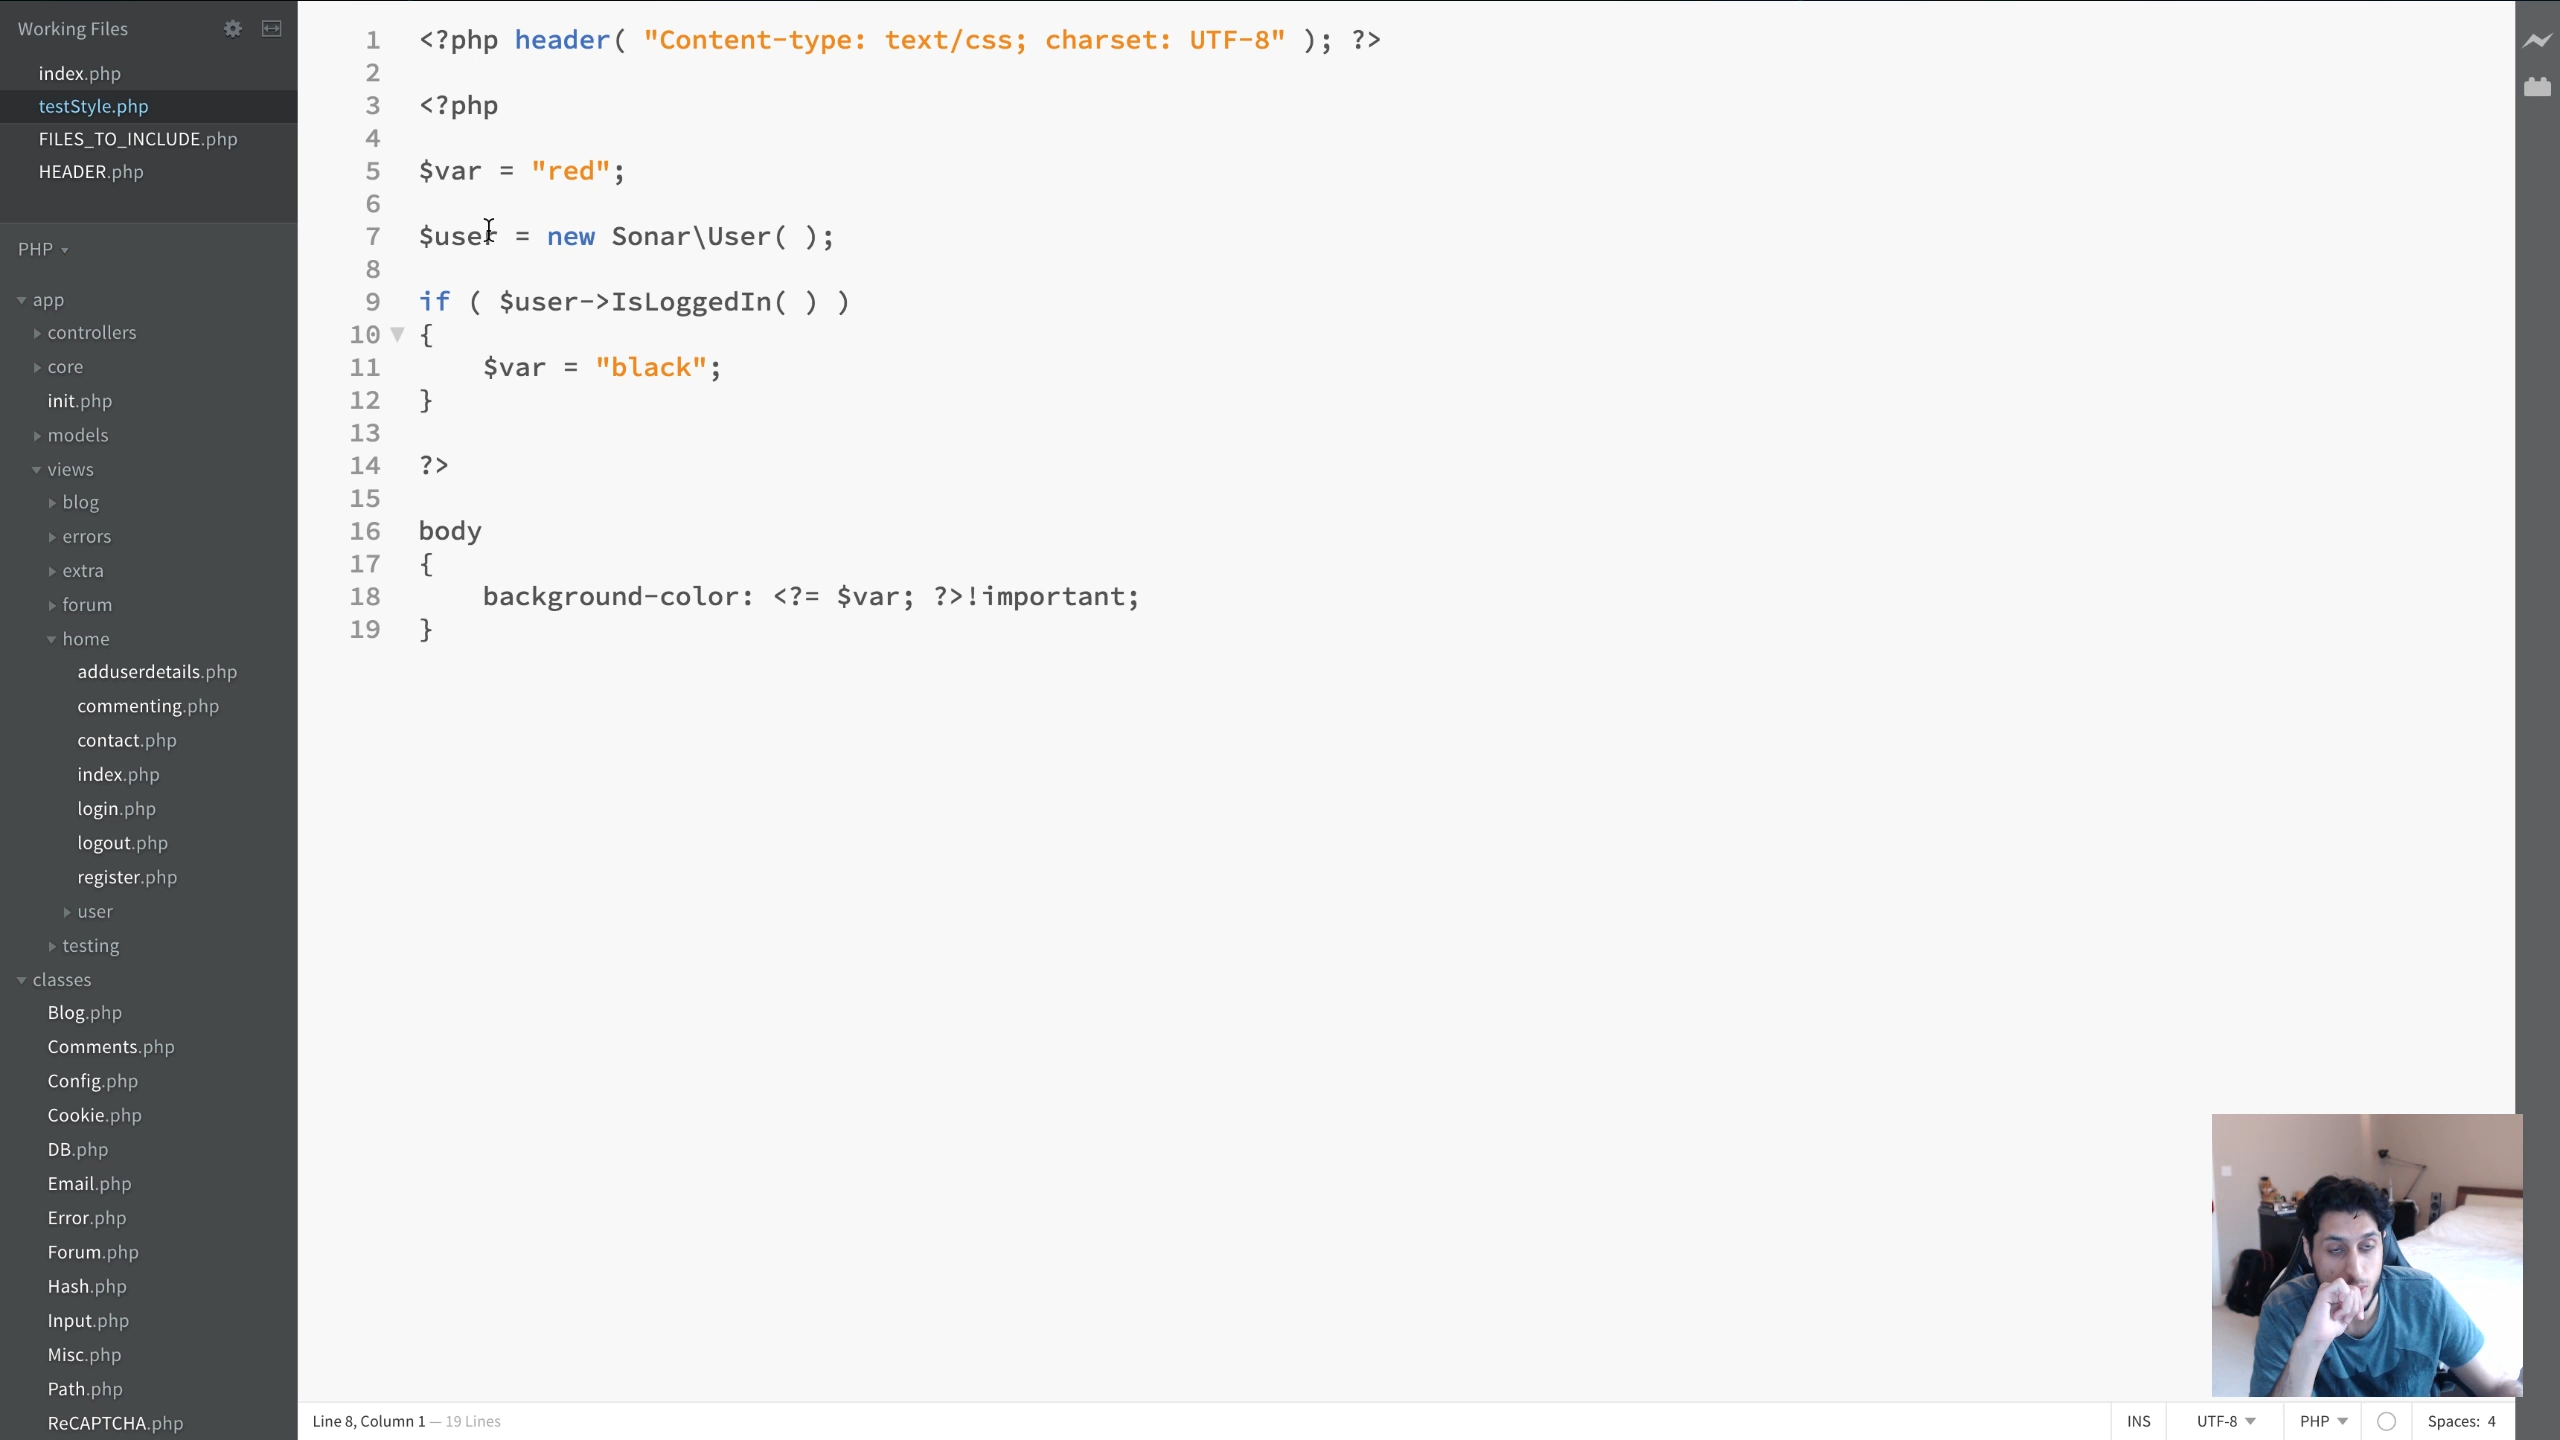 Working Files
index.php
testStyle.php
FILES_TO_INCLUDE.php
HEADER.php
PHP
app
controllers
core
init.php
models
views
blog
errors
extra
forum
home
adduserdetails.php
commenting.php
contact.php
index.php
login.php
logout.php
register.php
user
testing
classes
Blog.php
Comments.php
Config.php
Cookie.php
DB.php
Email.php
Error.php
Forum.php
Hash.php
Input.php
Misc.php
Path.php
ReCAPTCHA.php
1 <?php header( "Content-type: text/css; charset: UTF-8" ); ?>
2
3 <?php
4
5 $var = "red";
6
7 $user = new Sonar\User( );
8
9 if ( $user->IsLoggedIn( ) )
10 {
11 $var = "black";
12 }
13
14 ?>
15
16 body
17 {
18 background-color: <?= $var; ?>!important;
19 }
Line 8, Column 1 — 19 Lines
INS UTF-8 PHP Spaces: 4